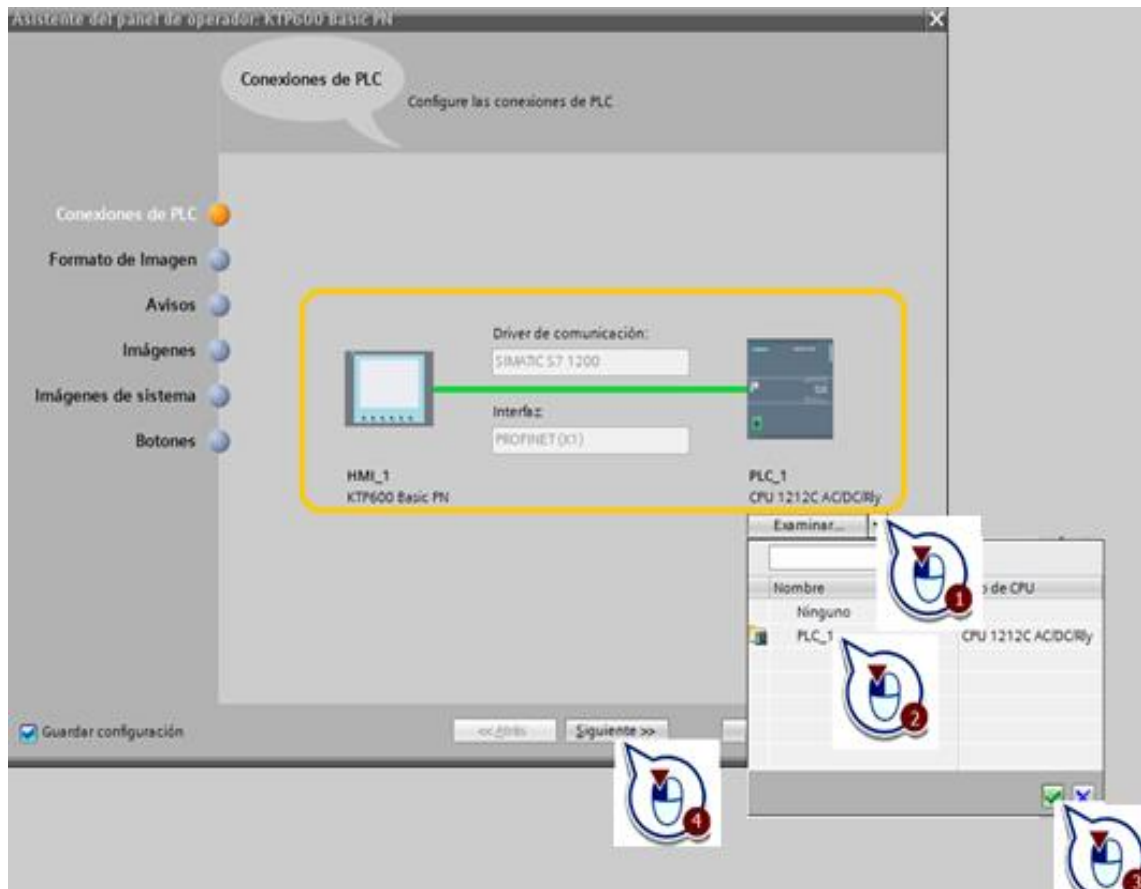 Asistente del panel de operador: KTP600 Basic PN
Conexiones de PLC
Configure las conexiones de PLC
Conexiones de PLC
Formato de Imagen
Avisos
Imágenes
Imágenes de sistema
Botones
Driver de comunicación:
SIMATIC S7 1200
Interfaz:
PROFINET (X1)
HMI_1
KTP600 Basic PN
PLC_1
CPU 1212C AC/DC/Rly
Examinar...
1
Nombre
de CPU
Ninguno
PLC_1
CPU 1212C AC/DC/Rly
2
Guardar configuración
<< Atrás
Siguiente >>
4
3